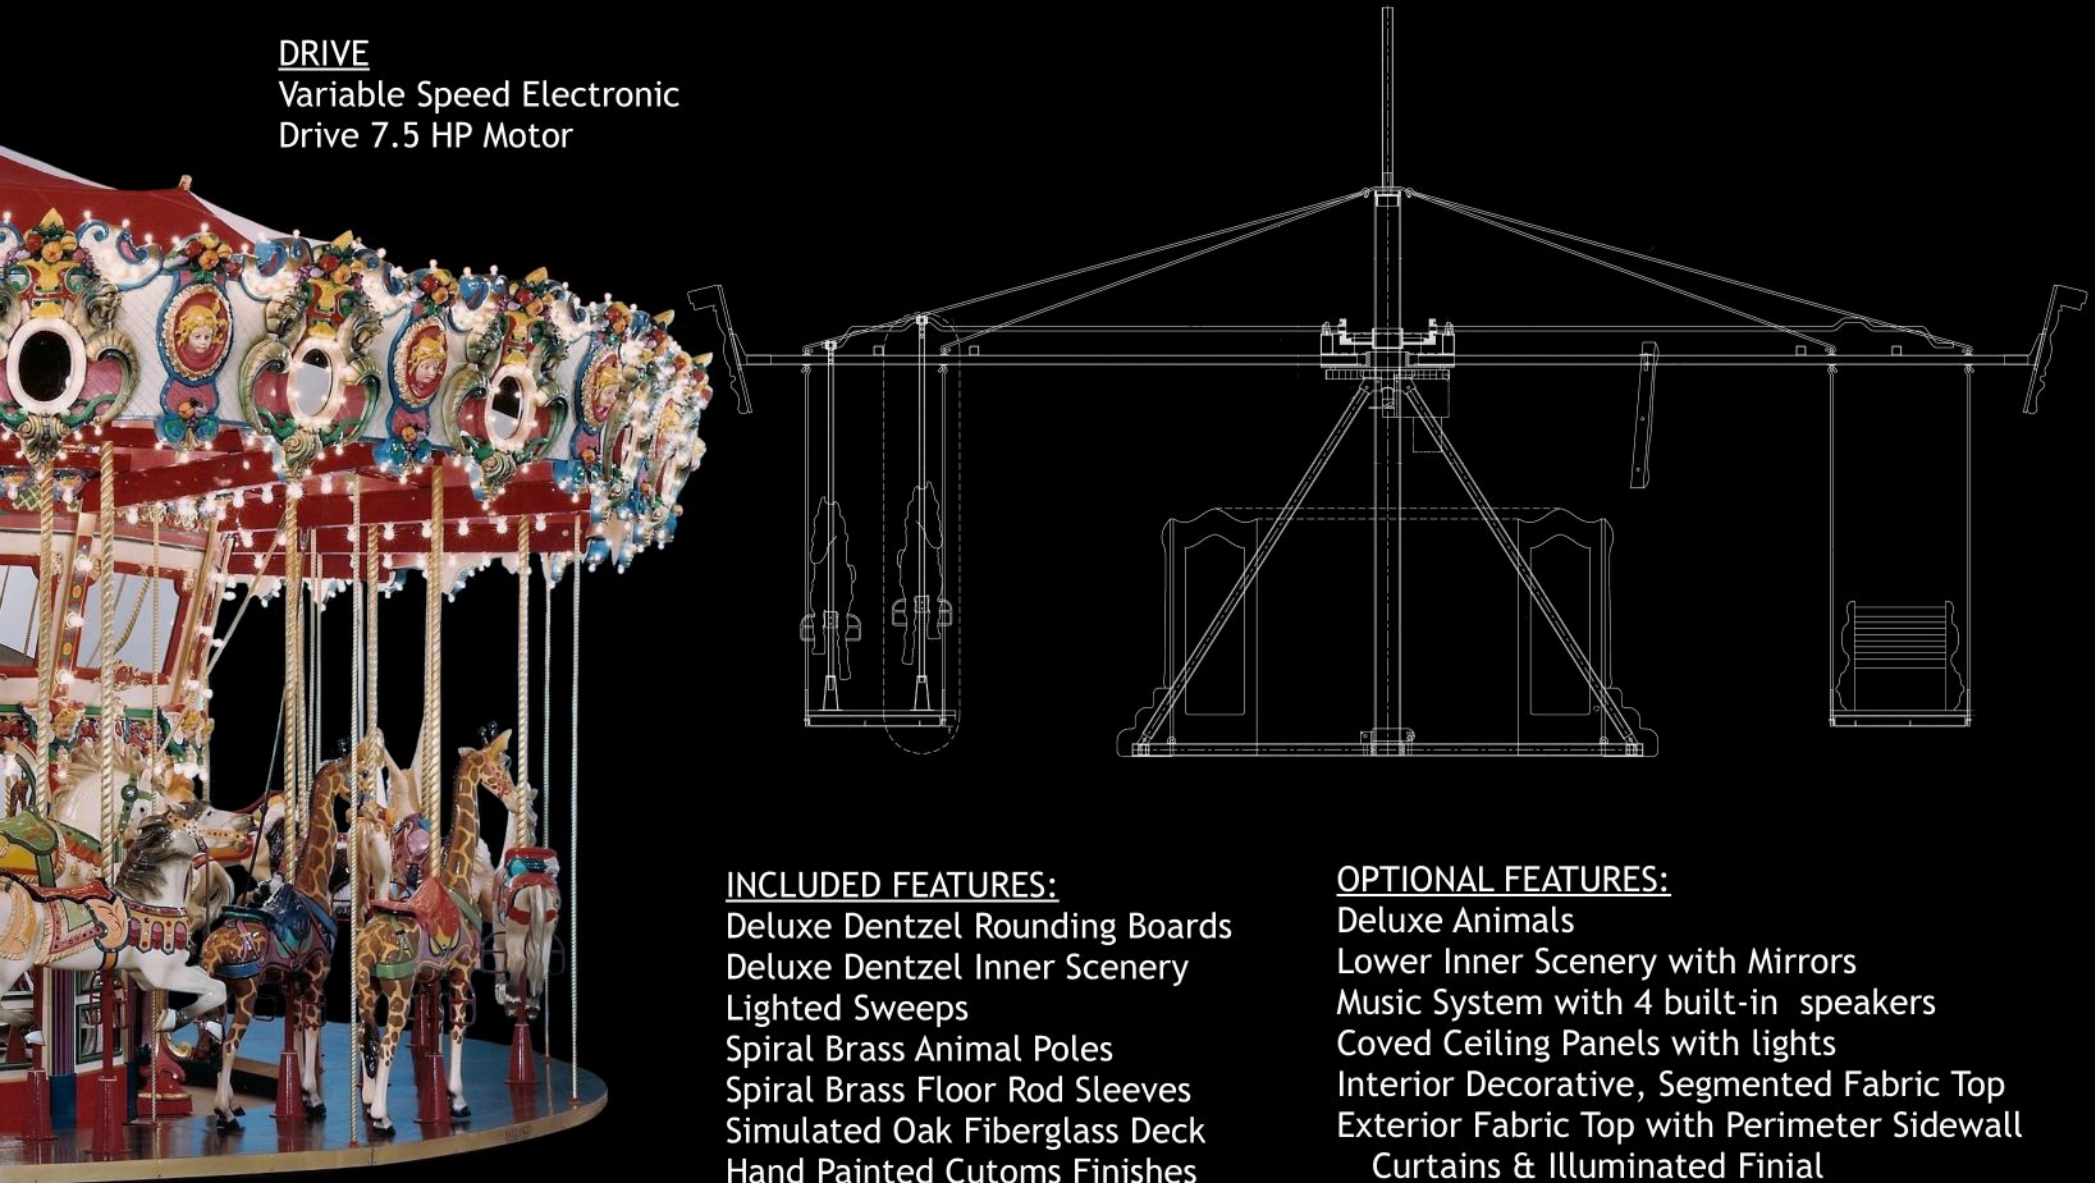 DRIVE
Variable Speed Electronic
Drive 7.5 HP Motor
INCLUDED FEATURES:
Deluxe Dentzel Rounding Boards
Deluxe Dentzel Inner Scenery
Lighted Sweeps
Spiral Brass Animal Poles
Spiral Brass Floor Rod Sleeves
Simulated Oak Fiberglass Deck
Hand Painted Cutoms Finishes
OPTIONAL FEATURES:
Deluxe Animals
Lower Inner Scenery with Mirrors
Music System with 4 built-in  speakers
Coved Ceiling Panels with lights
Interior Decorative, Segmented Fabric Top
Exterior Fabric Top with Perimeter Sidewall
Curtains & Illuminated Finial